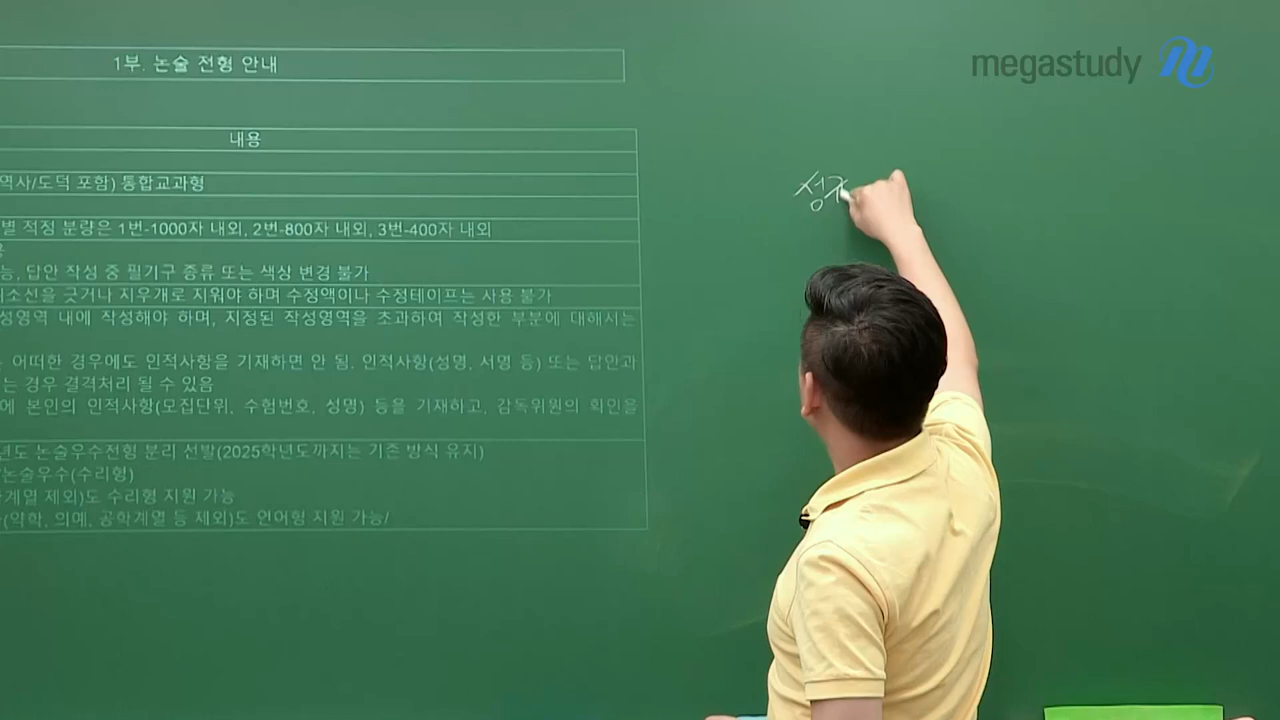 megastudy
1부. 논술 전형 안내
내용
역사/도덕 포함) 통합교과형
별 적정 분량은 1번-1000자 내외, 2번-800자 내외, 3번-400자 내외
능, 답안 작성 중 필기구 종류 또는 색상 변경 불가
소선을 긋거나 지우개로 지워야 하며 수정액이나 수정테이프는 사용 불가
성영역 내에 작성해야 하며, 지정된 작성영역을 초과하여 작성한 부분에 대해서는
어떠한 경우에도 인적사항을 기재하면 안 됨. 인적사항(성명, 서명 등) 또는 답안과
는 경우 결격처리 될 수 있음
에 본인의 인적사항(모집단위, 수험번호, 성명) 등을 기재하고, 감독위원의 확인을
년도 논술우수전형 분리 선발(2025학년도까지는 기존 방식 유지)
논술우수(수리형)
계열 제외)도 수리형 지원 가능
(약학, 의예, 공학계열 등 제외)도 언어형 지원 가능/
성